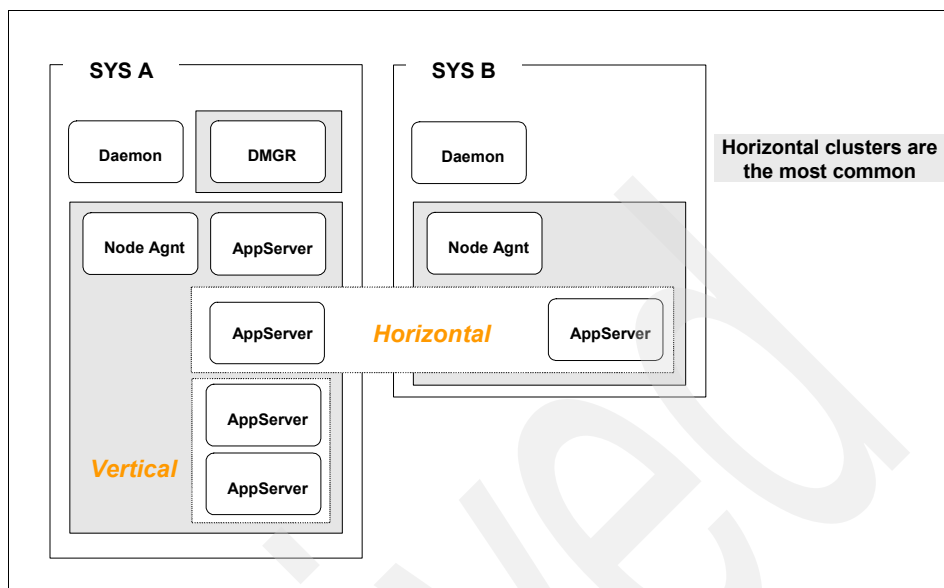 SYS A
SYS B
Daemon
DMGR
Daemon
Horizontal clusters are
the most common
Node Agnt
AppServer
Node Agnt
AppServer
Horizontal
AppServer
AppServer
Vertical
AppServer